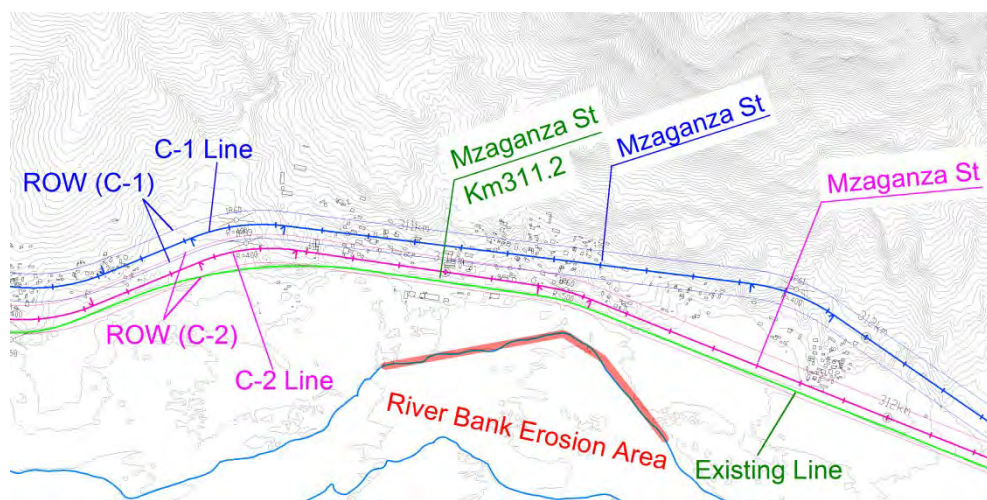 C-1 Line
ROW (C-1)
Mzaganza St
Km311.2
Mzaganza St
Mzaganza St
ROW (C-2)
C-2 Line
River Bank Erosion Area
Existing Line
312km